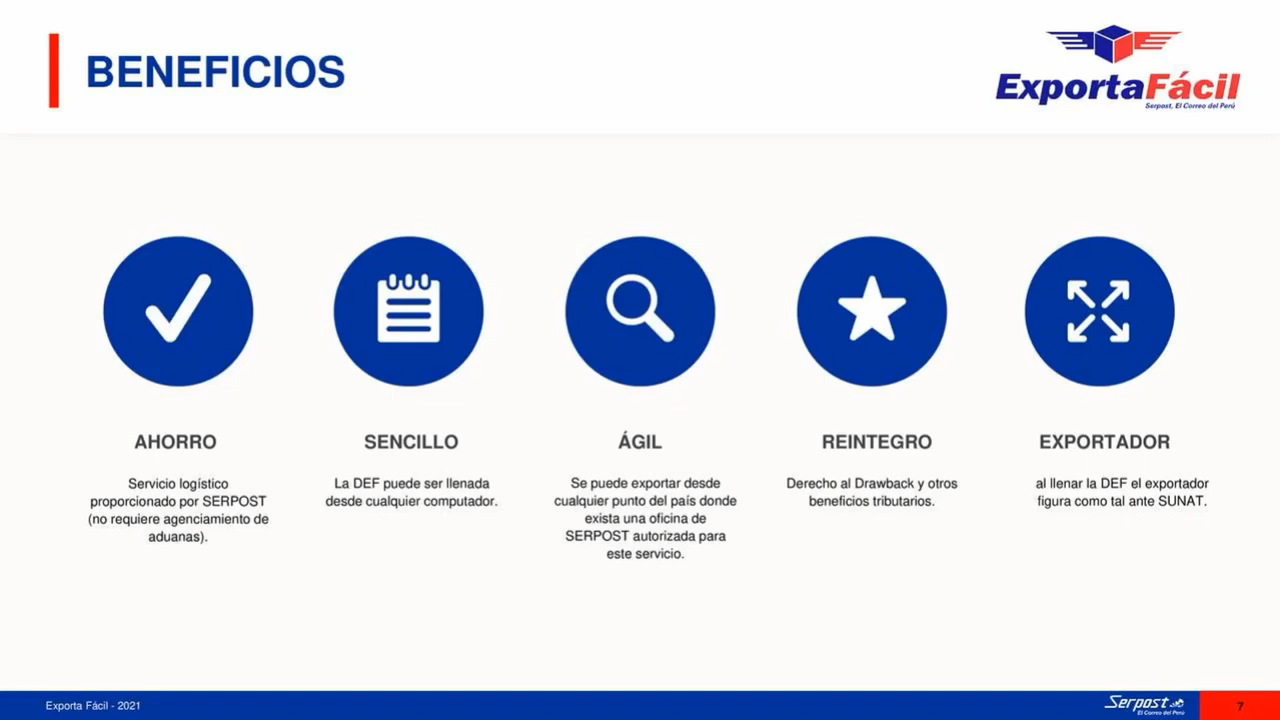 BENEFICIOS
ExportaFácil
Serpost, El Correo del Perú
AHORRO
Servicio logístico
proporcionado por SERPOST
(no requiere agenciamiento de
aduanas).
SENCILLO
La DEF puede ser llenada
desde cualquier computador.
ÁGIL
Se puede exportar desde
cualquier punto del país donde
exista una oficina de
SERPOST autorizada para
este servicio.
REINTEGRO
Derecho al Drawback y otros
beneficios tributarios.
EXPORTADOR
al llenar la DEF el exportador
figura como tal ante SUNAT.
Exporta Fácil - 2021
Serpost
El Correo del Perú
7